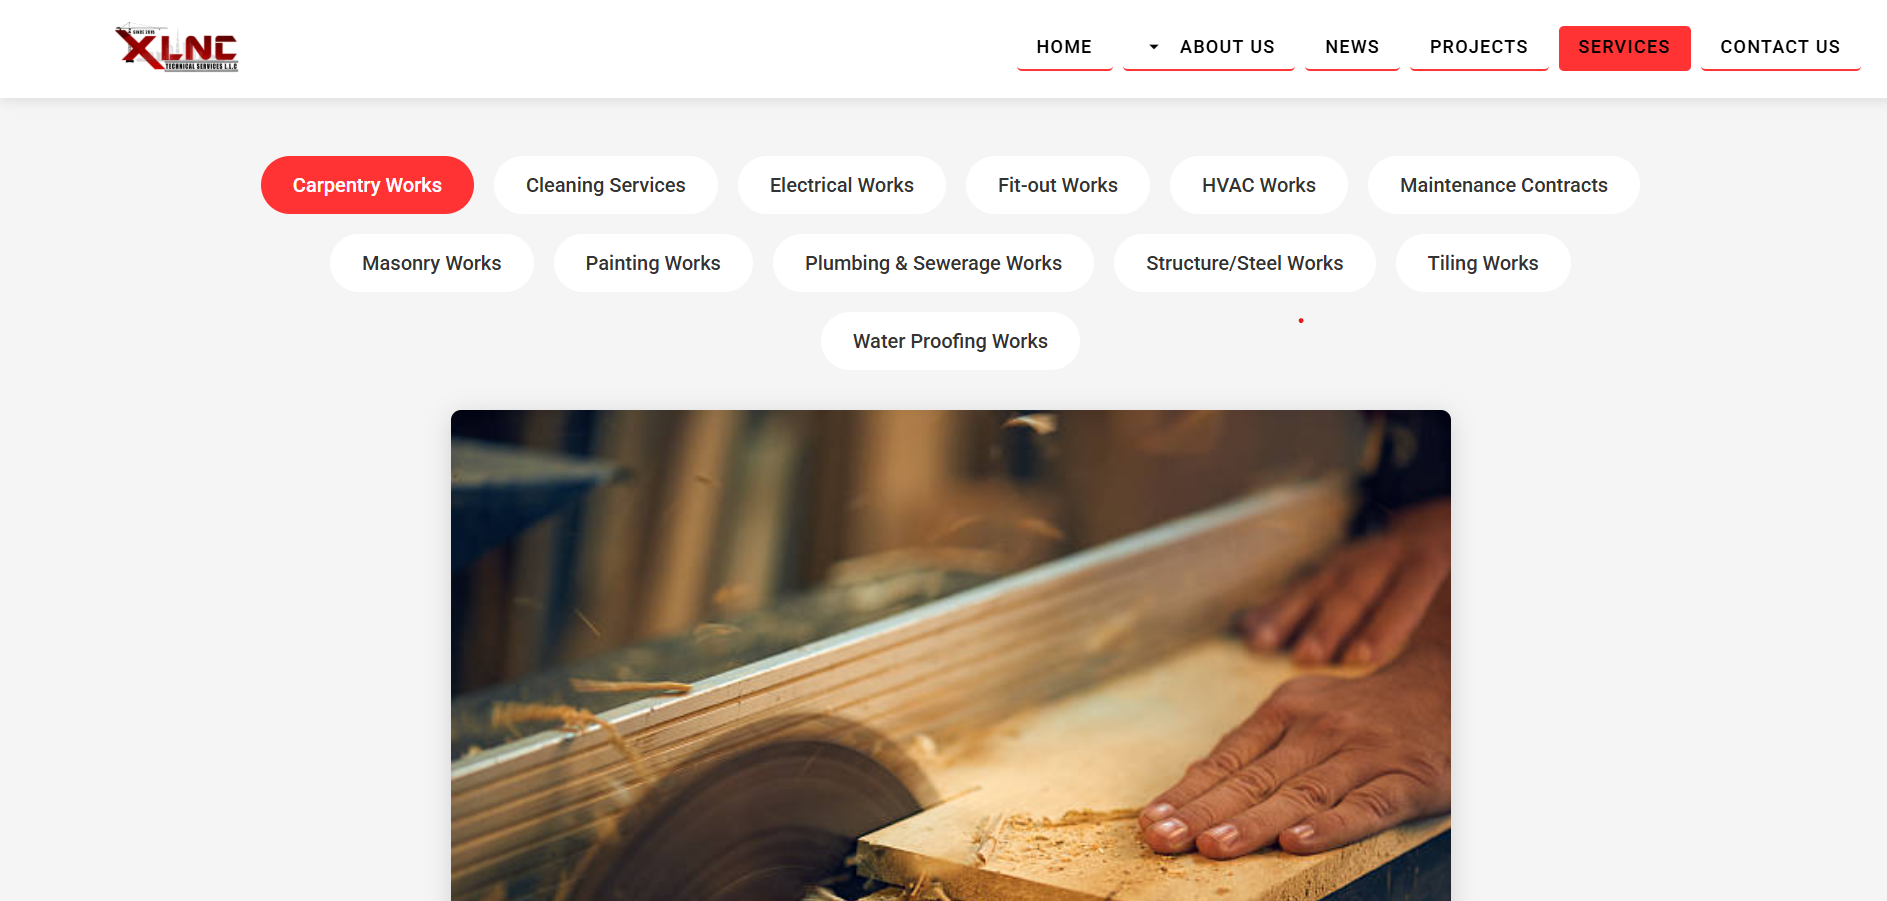 SINCE 2015
XLNC
TECHNICAL SERVICES L.L.C
HOME
ABOUT US
NEWS
PROJECTS
SERVICES
CONTACT US
Carpentry Works
Cleaning Services
Electrical Works
Fit-out Works
HVAC Works
Maintenance Contracts
Masonry Works
Painting Works
Plumbing & Sewerage Works
Structure/Steel Works
Tiling Works
Water Proofing Works